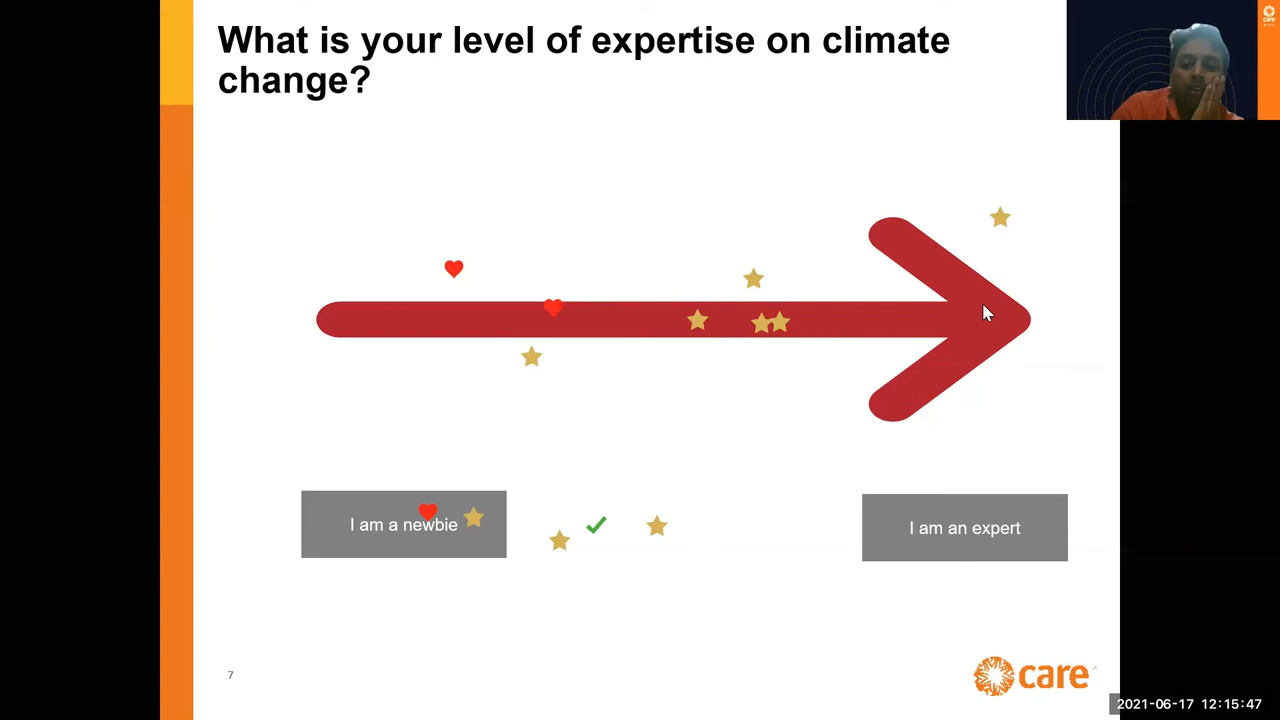 What is your level of expertise on climate
change?
I am a newbie
I am an expert
7
care
2021-06-17 12:15:47